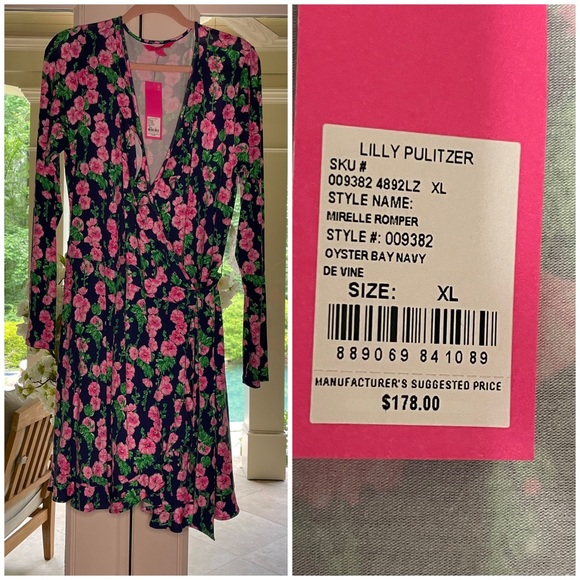 LILLY PULITZER
SKU #
009382 4892LZ XL
STYLE NAME:
MIRELLE ROMPER
STYLE #: 009382
OYSTER BAY NAVY
DE VINE
SIZE: XL
889069 841089
MANUFACTURER'S SUGGESTED PRICE
$178.00